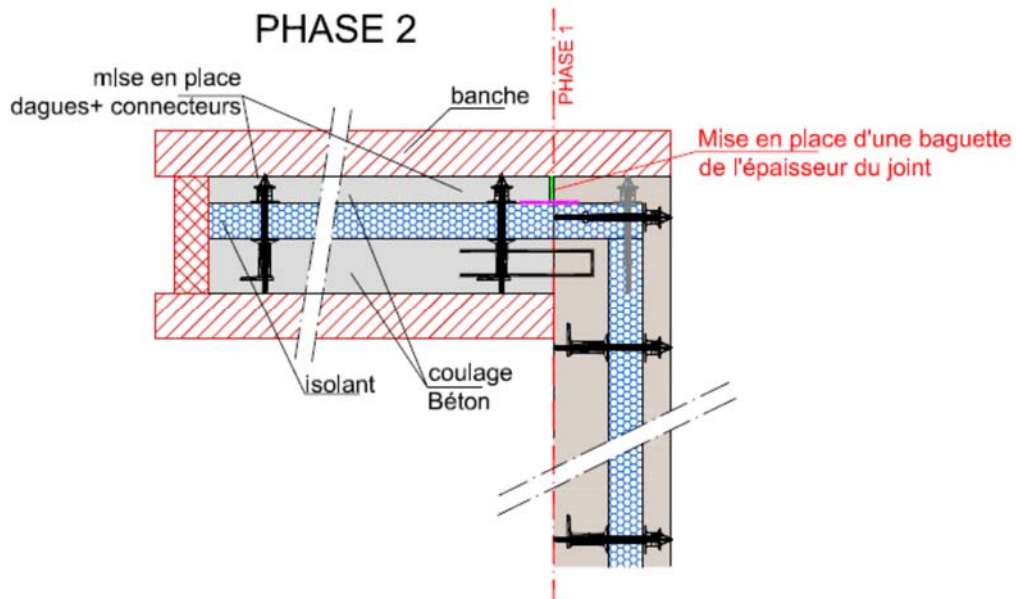 PHASE 2
mise en place
dagues+ connecteurs
banche
PHASE 1
Mise en place d'une baguette
de l'épaisseur du joint
isolant
coulage
Béton